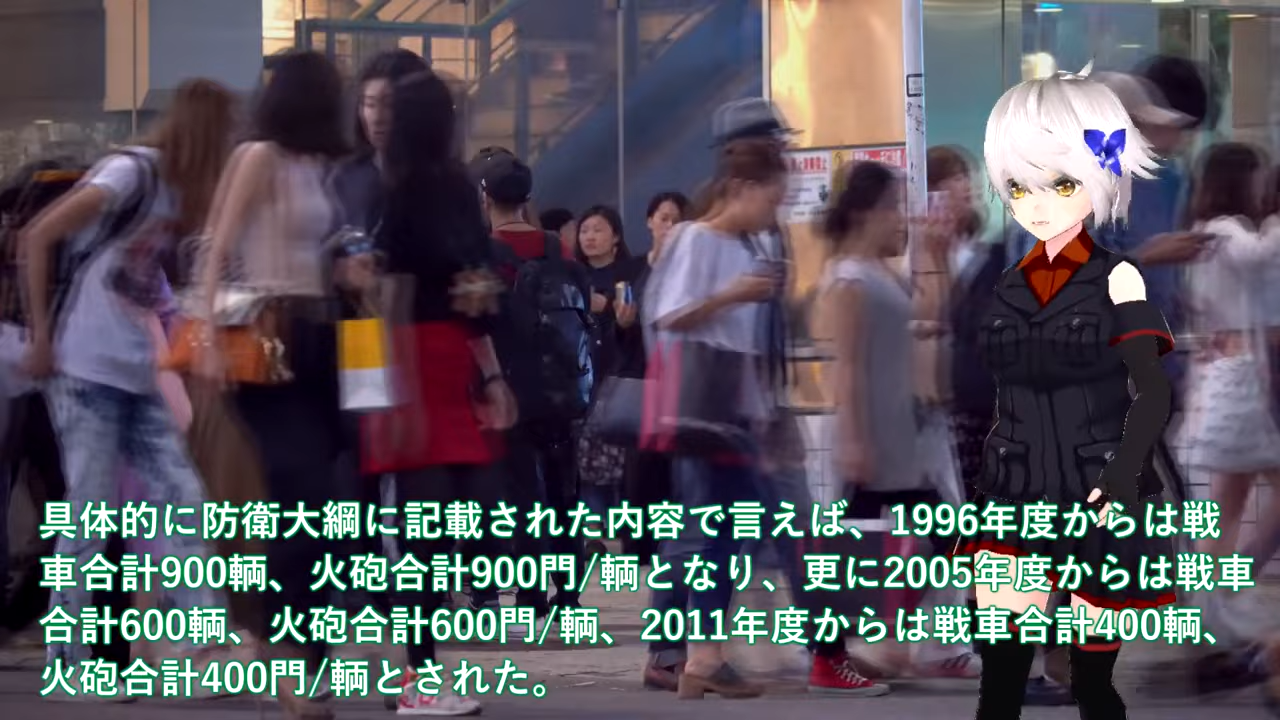 具体的に防衛大綱に記載された内容で言えば、1996年度からは戦
車合計900輌、火砲合計900門/輌となり、更に2005年度からは戦車
合計600輌、火砲合計600門/輌、2011年度からは戦車合計400輌、
火砲合計400門/輌とされた。